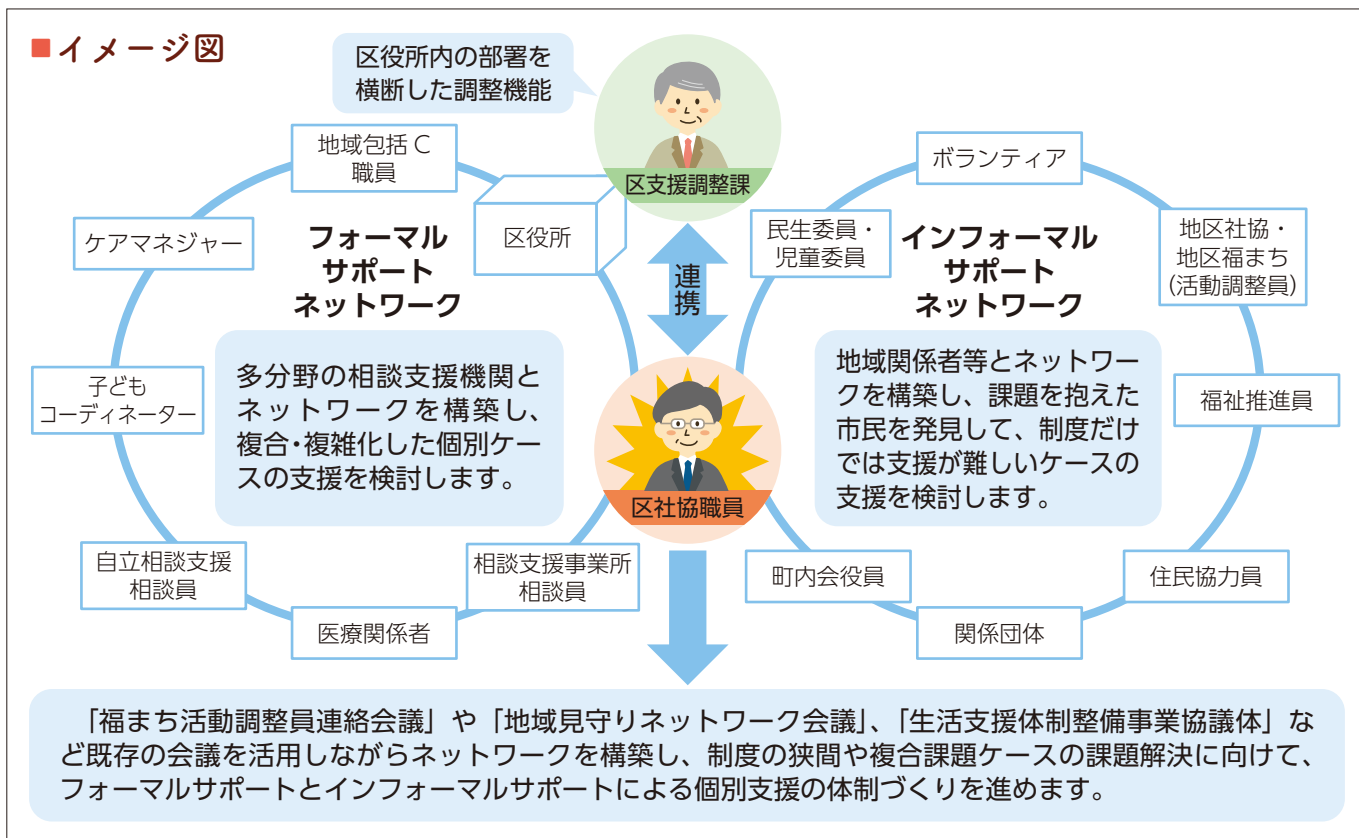 ■イメージ図
区役所内の部署を
横断した調整機能
区支援調整課
地域包括C
職員
区役所
ケアマネジャー
フォーマル
サポート
ネットワーク
多分野の相談支援機関と
ネットワークを構築し、
複合・複雑化した個別ケー
スの支援を検討します。
子ども
コーディネーター
自立相談支援
相談員
医療関係者
相談支援事業所
相談員
連携
区社協職員
ボランティア
民生委員・
児童委員
インフォーマル
サポート
ネットワーク
地区社協・
地区福まち
(活動調整員)
地域関係者等とネットワー
クを構築し、課題を抱えた
市民を発見して、制度だけ
では支援が難しいケースの
支援を検討します。
福祉推進員
町内会役員
住民協力員
関係団体
「福まち活動調整員連絡会議」や「地域見守りネットワーク会議」、「生活支援体制整備事業協議体」な
ど既存の会議を活用しながらネットワークを構築し、制度の狭間や複合課題ケースの課題解決に向けて、
フォーマルサポートとインフォーマルサポートによる個別支援の体制づくりを進めます。